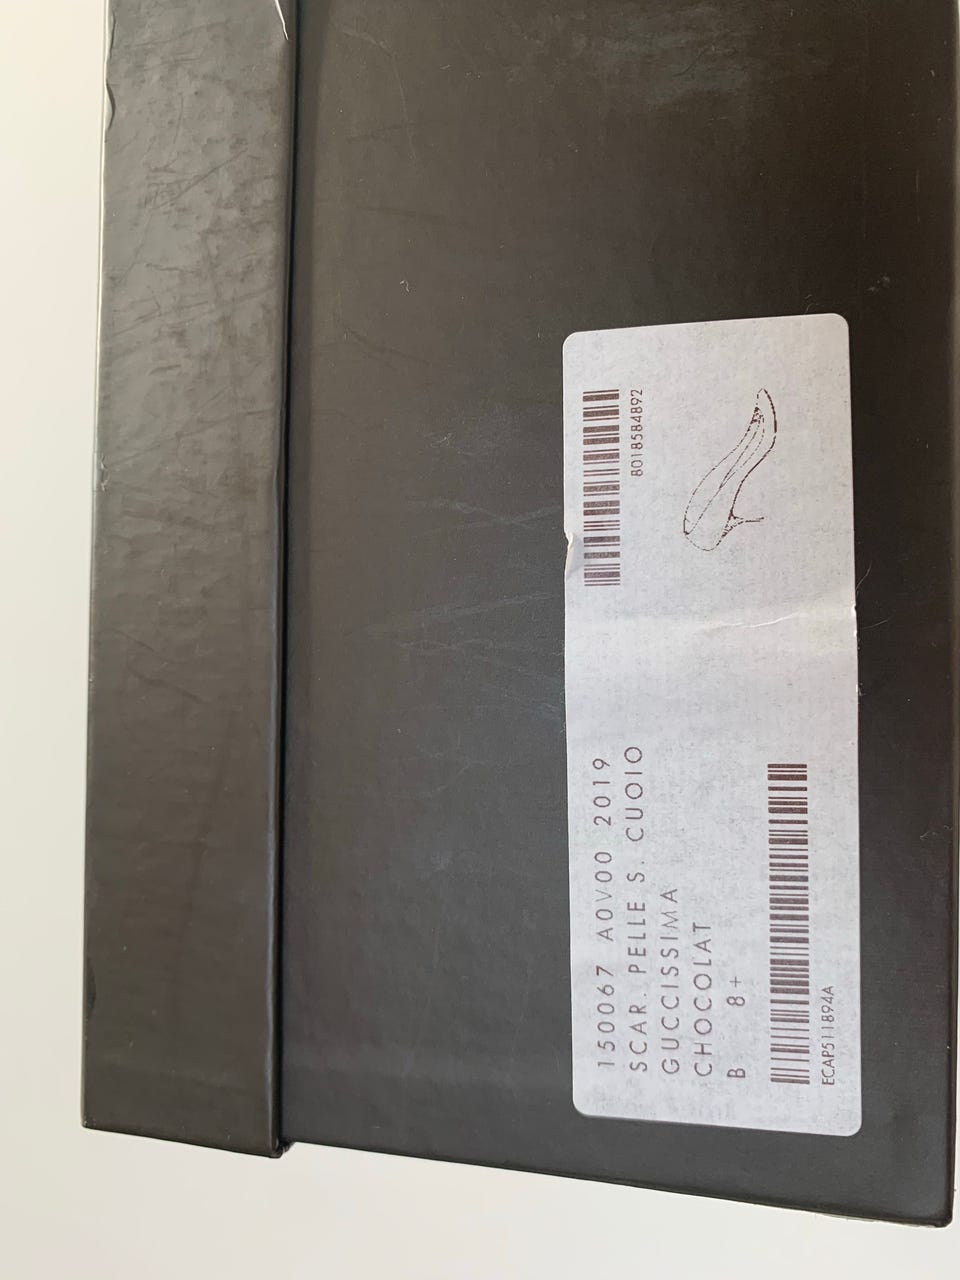 150067 A0V00 2019
SCAR. PELLE S. CUOIO
GUCCISSIMA
CHOCOLAT
B 8+
ECAP511894A
8018584892